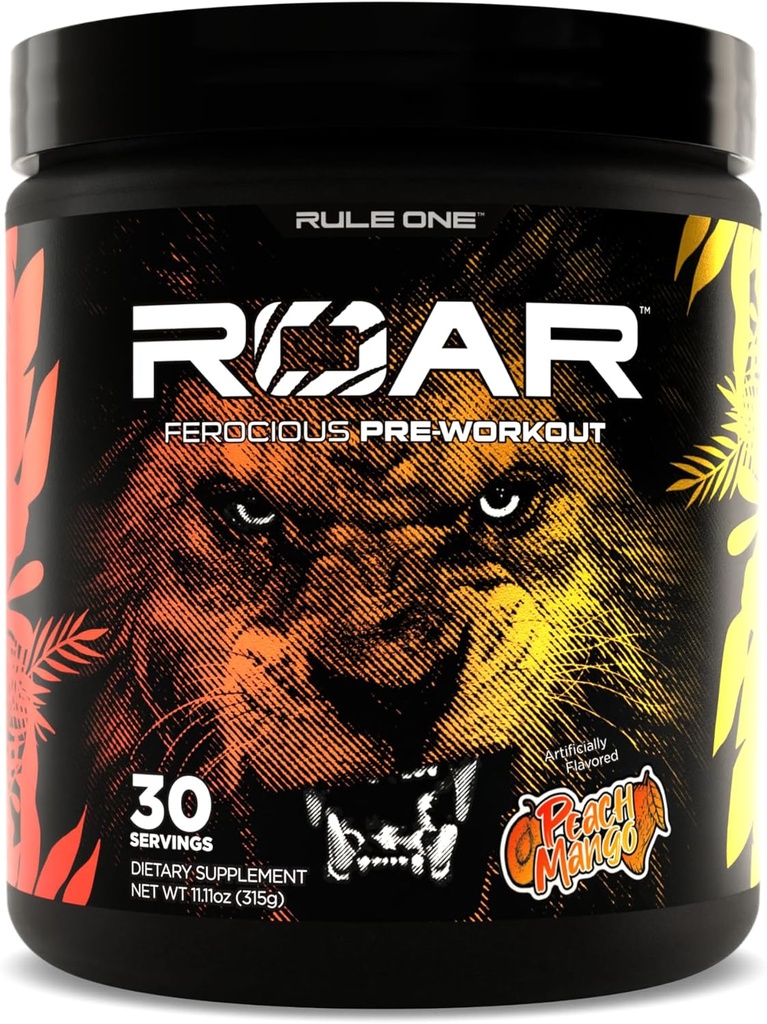 RULE ONE™
ROAR™
FEROCIOUS PRE-WORKOUT
Artificially
Flavored
Peach
Mango
30
SERVINGS
DIETARY SUPPLEMENT
NET WT 11.11oz (315g)